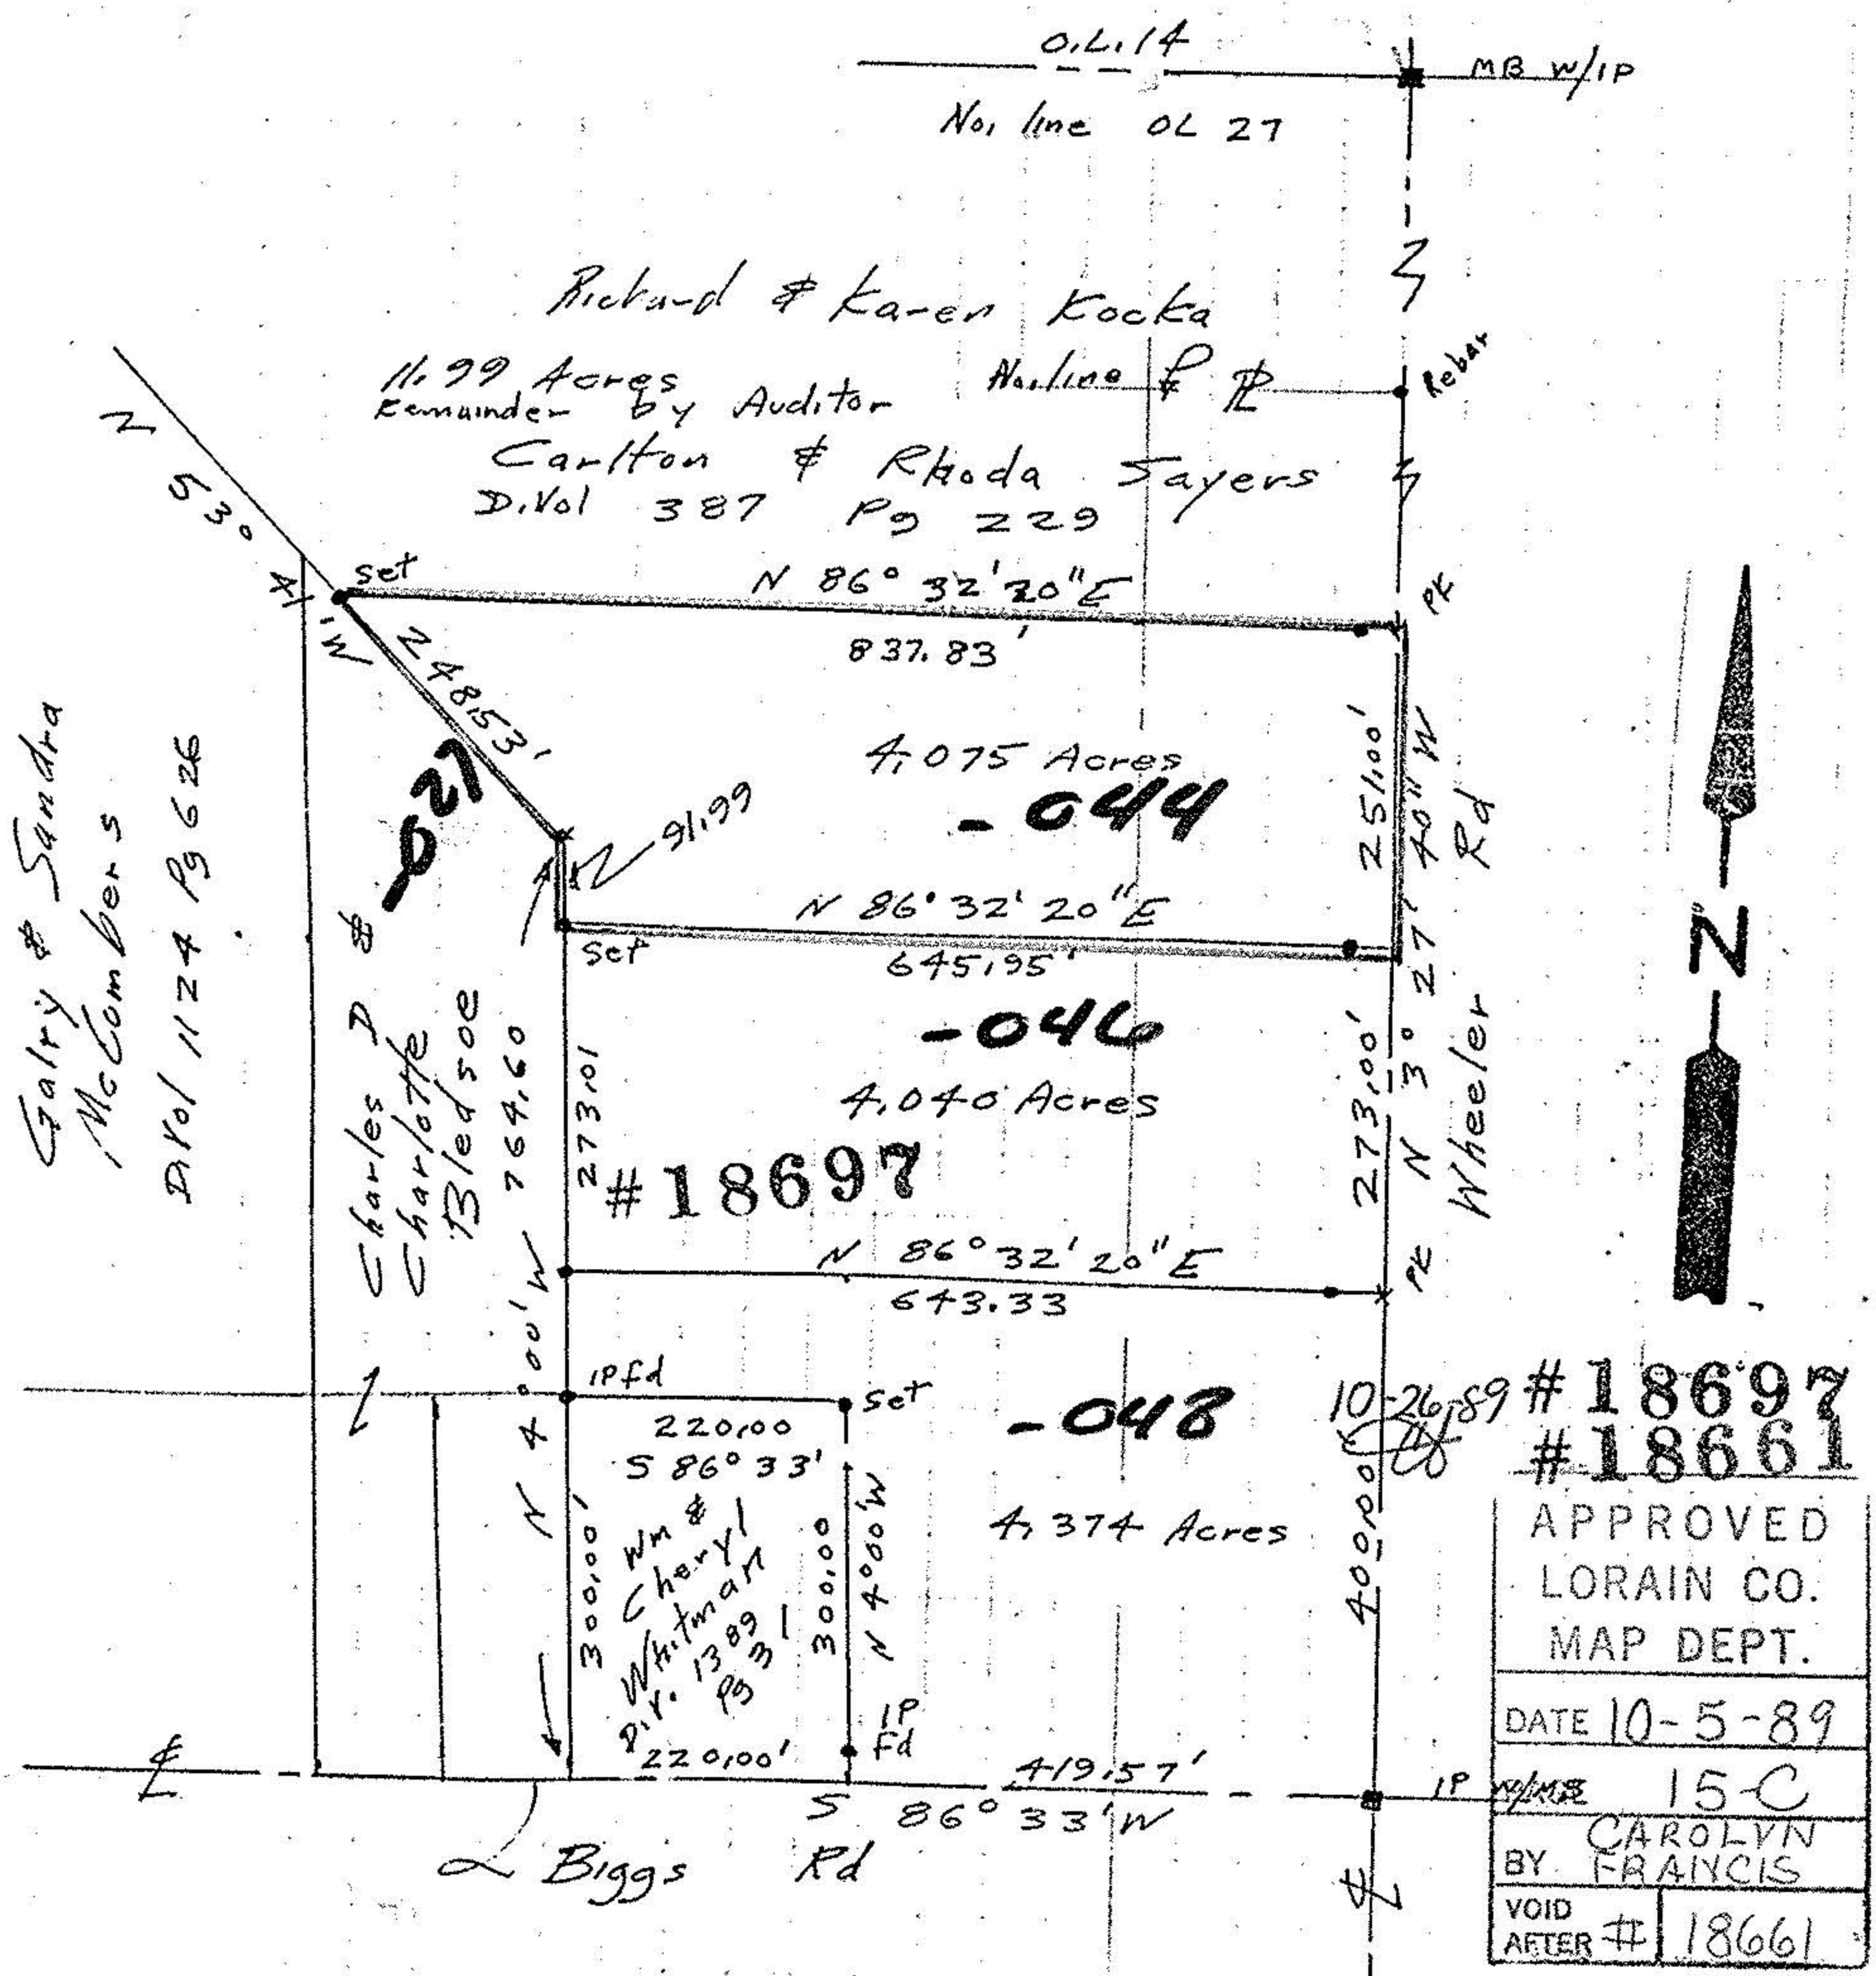 O.L.14
MB W/IP
No. line OL 27
Richard & Karen Kocka
11.99 Acres
Remainder by Auditor
No. line
Rebar
Carlton & Rhoda Sayers
D.Vol 387 Pg 229
N 53° 41' W
set
N 86° 32' 20" E
837.83'
PK
248.53'
-027
91.99
4.075 Acres
-044
251.00'
N 3° 27' 40" W
Wheeler Rd
N 86° 32' 20" E
645.95'
set
Galry & Sandra
McCombers
D.Vol 1124 Pg 626
Charles D &
Charlotte
Bledsoe
N 4°00' W 764.60
273.01
-046
4.040 Acres
#18697
273.00'
N
N 86° 32' 20" E
643.33
PK
IP fd
set
220.00
S 86° 33'
-048
4.374 Acres
300.00'
Wm &
Cheryl
Whitman
D.V. 1389
Pg 31
300.00
N 4°00' W
IP
Fd
220.00'
419.57'
S 86° 33' W
400.00'
IP W/MB
Biggs Rd
10-26-89
#18697
#18661
APPROVED
LORAIN CO.
MAP DEPT.
DATE 10-5-89
15-C
BY CAROLYN
FRANCIS
VOID
AFTER # 18661